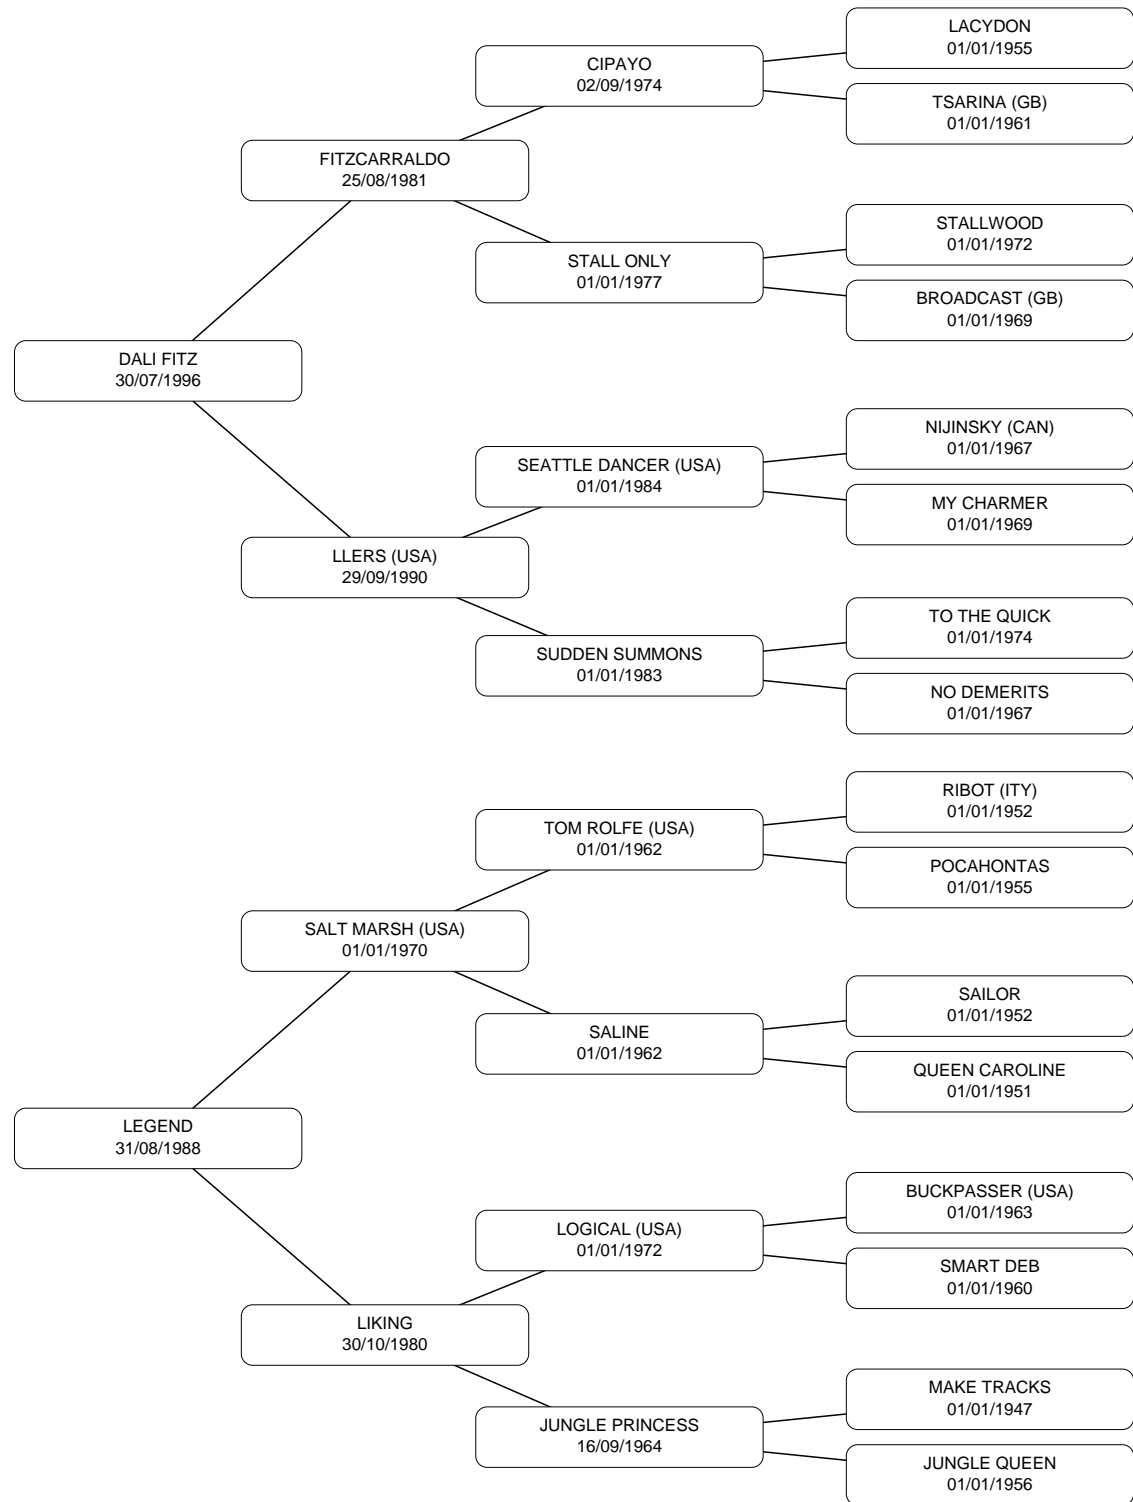 LACYDON
01/01/1955
CIPAYO
02/09/1974
TSARINA (GB)
01/01/1961
FITZCARRALDO
25/08/1981
STALLWOOD
01/01/1972
STALL ONLY
01/01/1977
BROADCAST (GB)
01/01/1969
DALI FITZ
30/07/1996
NIJINSKY (CAN)
01/01/1967
SEATTLE DANCER (USA)
01/01/1984
MY CHARMER
01/01/1969
LLERS (USA)
29/09/1990
TO THE QUICK
01/01/1974
SUDDEN SUMMONS
01/01/1983
NO DEMERITS
01/01/1967
RIBOT (ITY)
01/01/1952
TOM ROLFE (USA)
01/01/1962
POCAHONTAS
01/01/1955
SALT MARSH (USA)
01/01/1970
SAILOR
01/01/1952
SALINE
01/01/1962
QUEEN CAROLINE
01/01/1951
LEGEND
31/08/1988
BUCKPASSER (USA)
01/01/1963
LOGICAL (USA)
01/01/1972
SMART DEB
01/01/1960
LIKING
30/10/1980
MAKE TRACKS
01/01/1947
JUNGLE PRINCESS
16/09/1964
JUNGLE QUEEN
01/01/1956